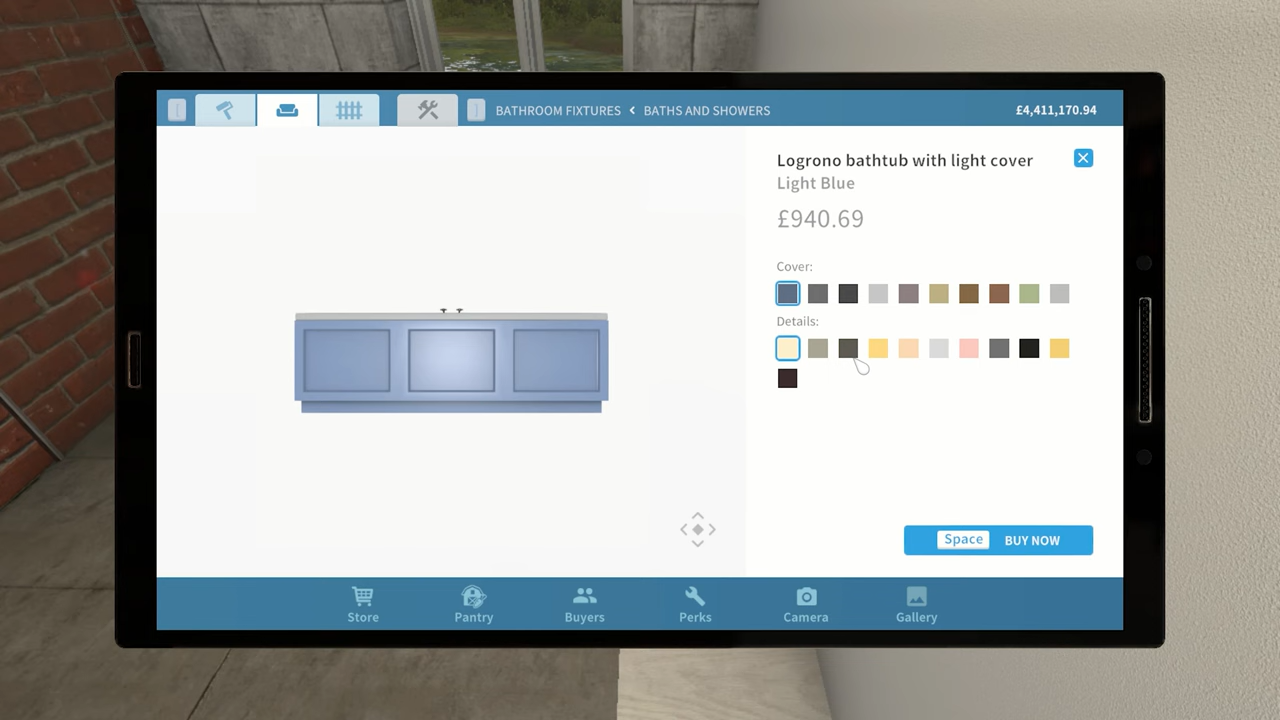 BATHROOM FIXTURES < BATHS AND SHOWERS
£4,411,170.94
Logrono bathtub with light cover
Light Blue
£940.69
Cover:
Details:
Space BUY NOW
Store Pantry Buyers Perks Camera Gallery